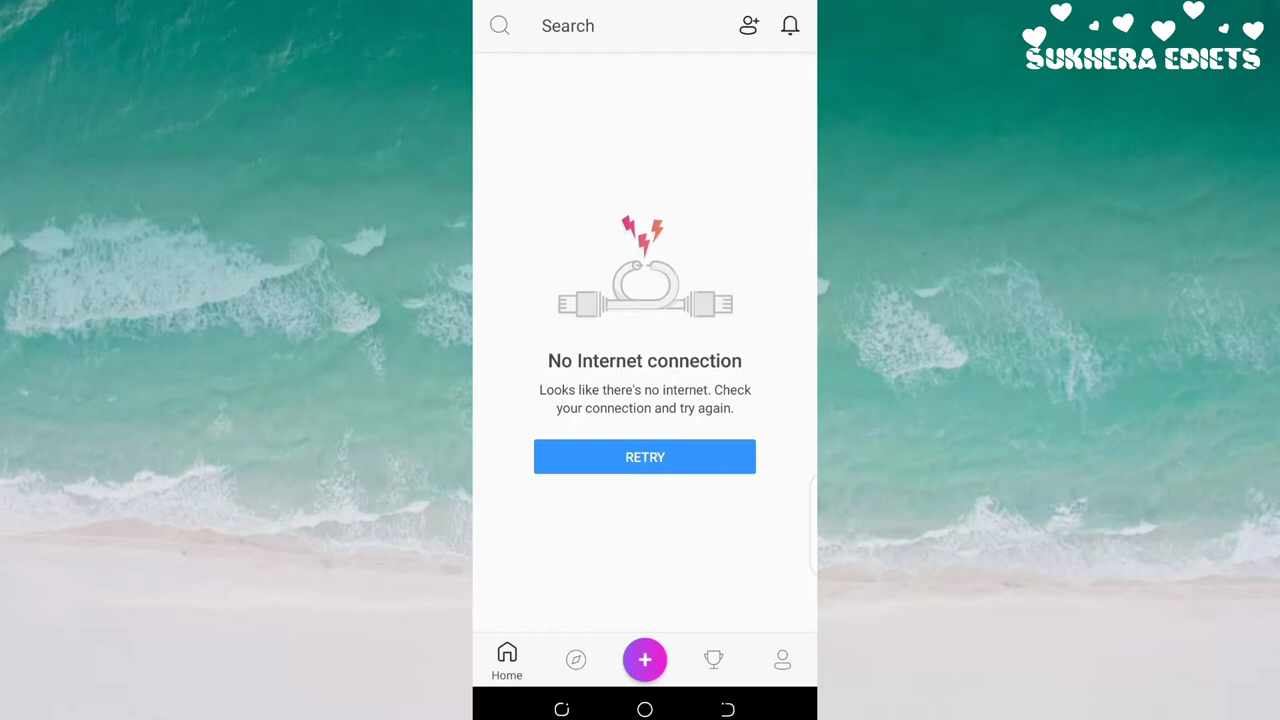 Search
SUKHERA EDIETS
No Internet connection
Looks like there's no internet. Check
your connection and try again.
RETRY
Home